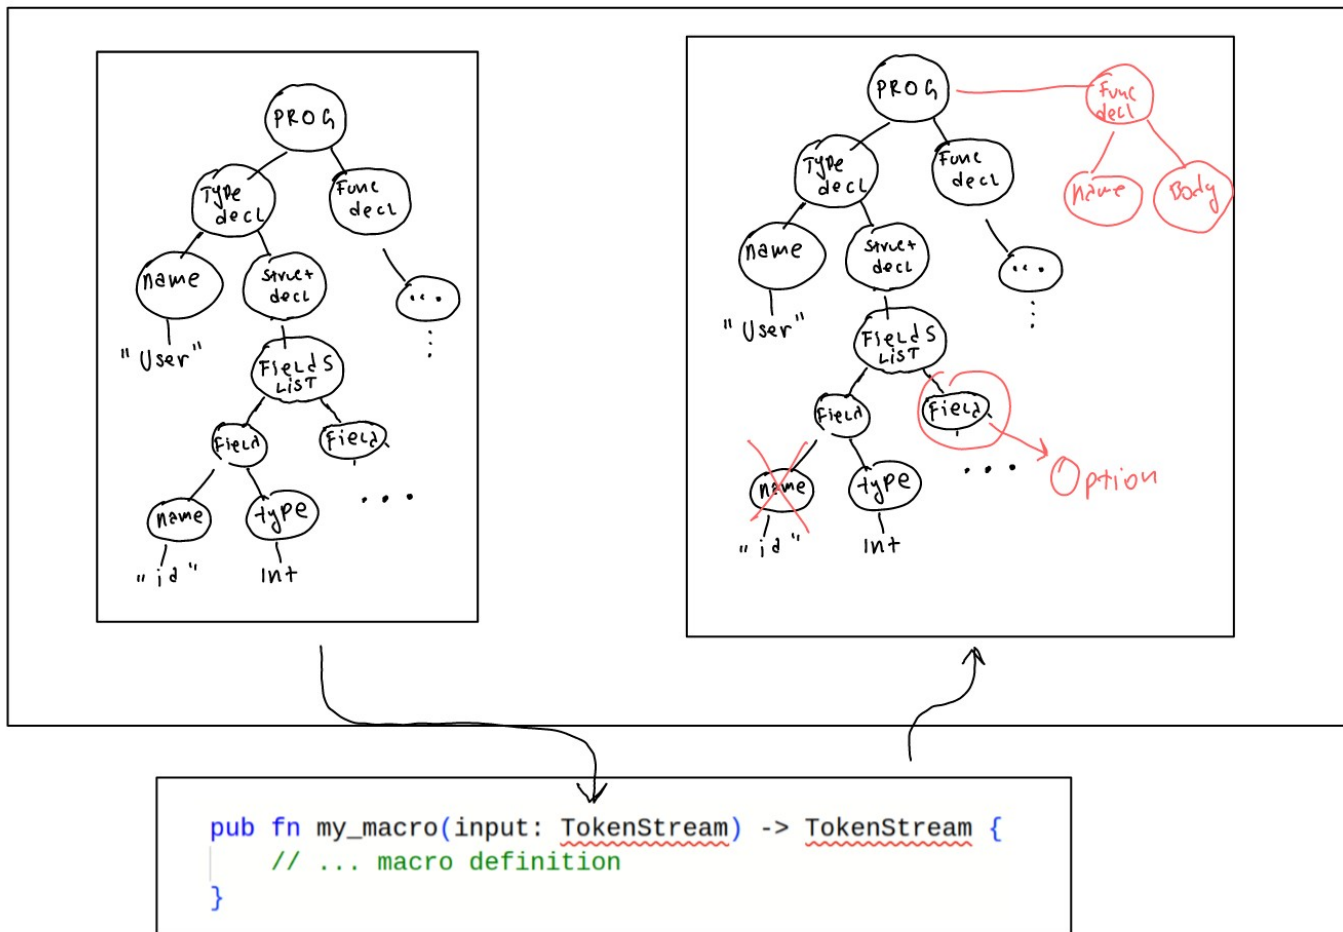 PROG
Type
decl
Func
decl
name
struct
decl
...
"User"
Fields
List
Field
Field
name
type
...
"id"
Int
PROG
Func
decl
Type
decl
Func
decl
name
Body
name
struct
decl
...
"User"
Fields
List
Field
Field
name
type
...
Option
"id"
Int
pub fn my_macro(input: TokenStream) -> TokenStream {
// ... macro definition
}